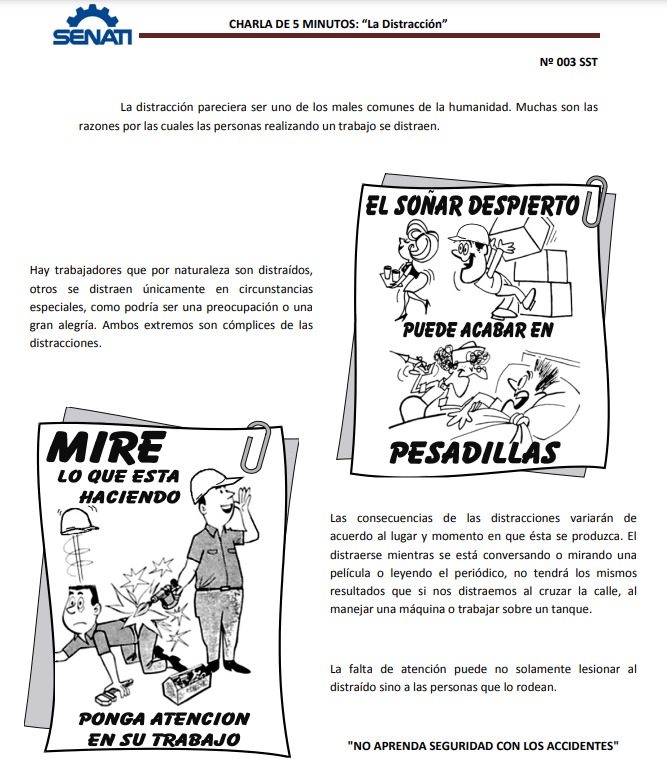 SENATI
CHARLA DE 5 MINUTOS: “La Distracción”
Nº 003 SST
La distracción pareciera ser uno de los males comunes de la humanidad. Muchas son las
razones por las cuales las personas realizando un trabajo se distraen.
EL SOÑAR DESPIERTO
PUEDE ACABAR EN
PESADILLAS
Hay trabajadores que por naturaleza son distraídos,
otros se distraen únicamente en circunstancias
especiales, como podría ser una preocupación o una
gran alegría. Ambos extremos son cómplices de las
distracciones.
MIRE
LO QUE ESTA
HACIENDO
PONGA ATENCION
EN SU TRABAJO
Las consecuencias de las distracciones variarán de
acuerdo al lugar y momento en que ésta se produzca. El
distraerse mientras se está conversando o mirando una
película o leyendo el periódico, no tendrá los mismos
resultados que si nos distraemos al cruzar la calle, al
manejar una máquina o trabajar sobre un tanque.
La falta de atención puede no solamente lesionar al
distraído sino a las personas que lo rodean.
"NO APRENDA SEGURIDAD CON LOS ACCIDENTES"